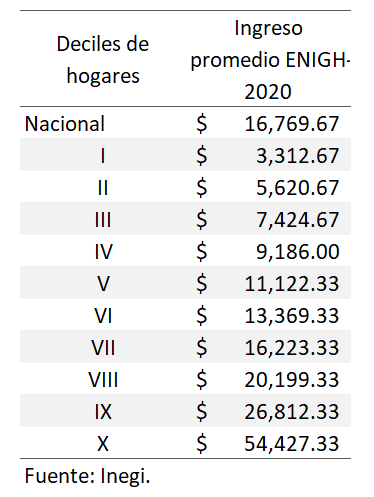 Deciles de hogares
Ingreso promedio ENIGH-2020
Nacional $ 16,769.67
I $ 3,312.67
II $ 5,620.67
III $ 7,424.67
IV $ 9,186.00
V $ 11,122.33
VI $ 13,369.33
VII $ 16,223.33
VIII $ 20,199.33
IX $ 26,812.33
X $ 54,427.33
Fuente: Inegi.